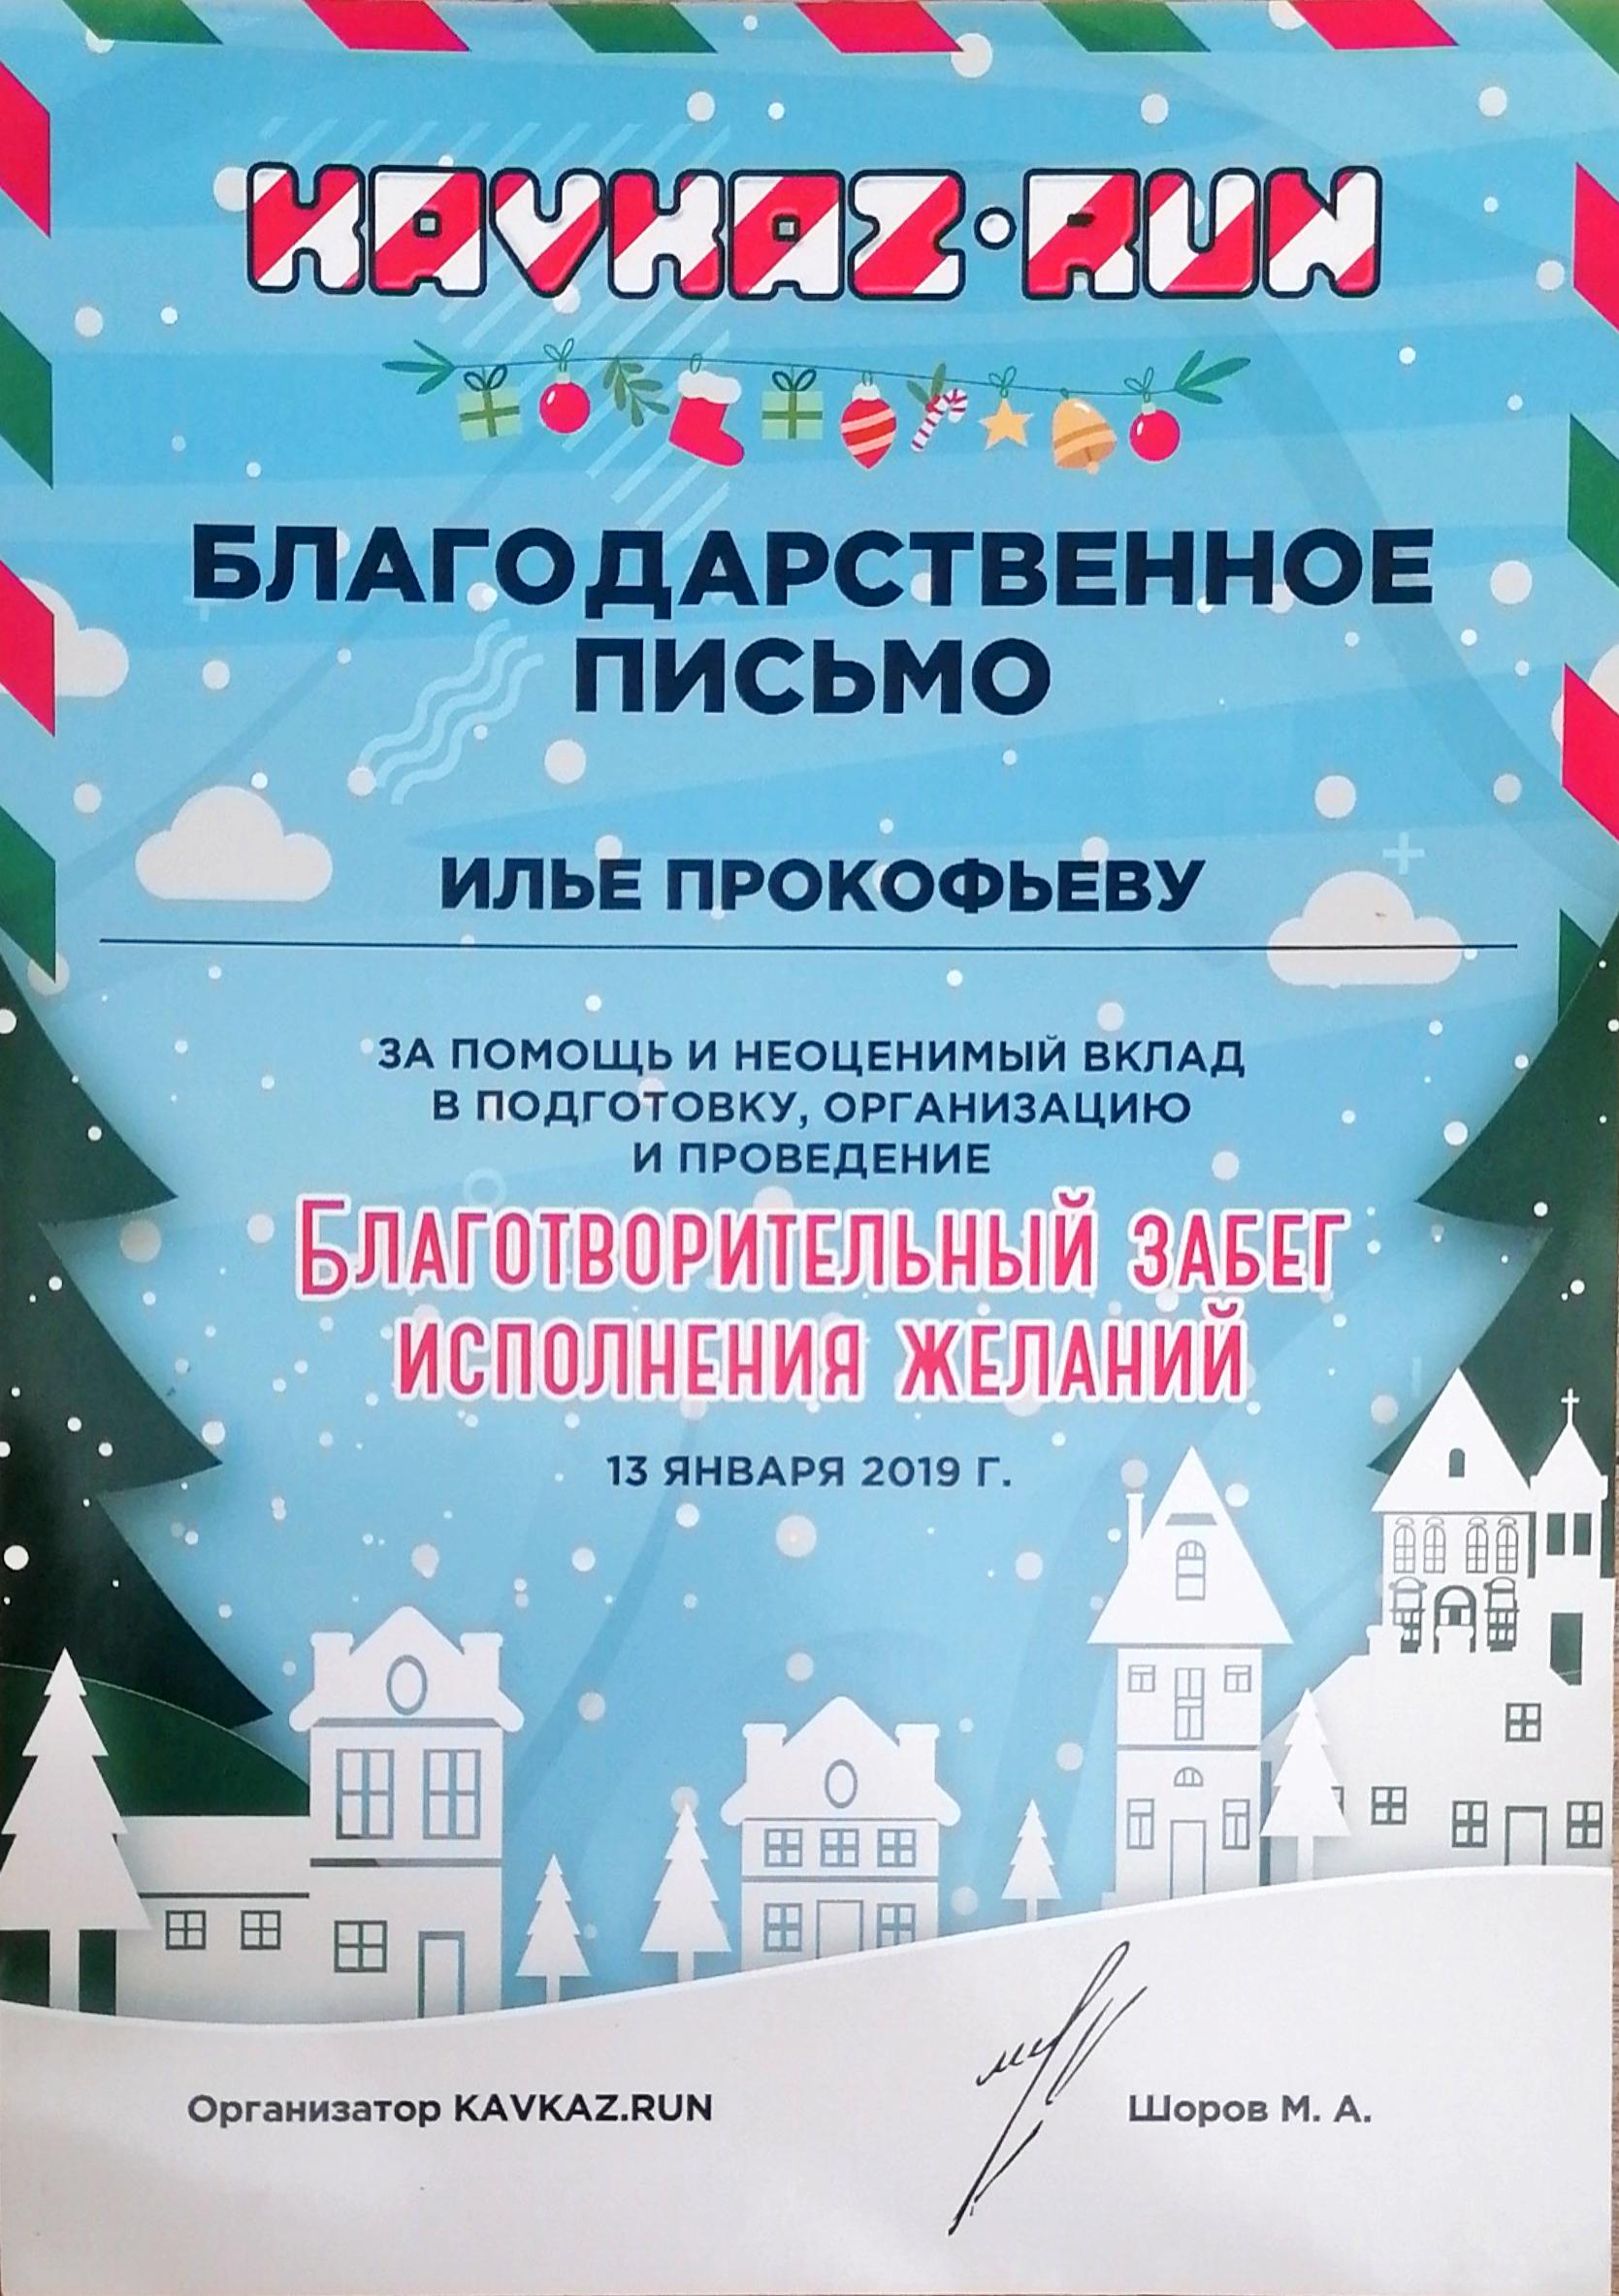 KAVKAZ·RUN
БЛАГОДАРСТВЕННОЕ
ПИСЬМО
ИЛЬЕ ПРОКОФЬЕВУ
ЗА ПОМОЩЬ И НЕОЦЕНИМЫЙ ВКЛАД
В ПОДГОТОВКУ, ОРГАНИЗАЦИЮ
И ПРОВЕДЕНИЕ
БЛАГОТВОРИТЕЛЬНЫЙ ЗАБЕГ
ИСПОЛНЕНИЯ ЖЕЛАНИЙ
13 ЯНВАРЯ 2019 Г.
Организатор KAVKAZ.RUN Шоров М. А.